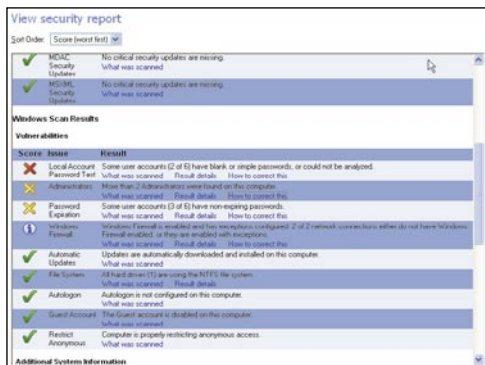 View security report
Sort Order: Score (worst first)
MDAC Security Updates
No critical security updates are missing.
What was scanned
MSXML Security Updates
No critical security updates are missing.
What was scanned
Windows Scan Results
Vulnerabilities
Score Issue Result
Local Account Password Test
Some user accounts (2 of 6) have blank or simple passwords, or could not be analyzed.
What was scanned Result details How to correct this
Administrators
More than 2 Administrators were found on this computer.
What was scanned Result details How to correct this
Password Expiration
Some user accounts (3 of 6) have non-expiring passwords.
What was scanned Result details How to correct this
Windows Firewall
Windows Firewall is enabled and has exceptions configured. 2 of 2 network connections either do not have Windows
Firewall enabled, or they are enabled with exceptions.
What was scanned Result details How to correct this
Automatic Updates
Updates are automatically downloaded and installed on this computer.
What was scanned
File System
All hard drives (1) are using the NTFS file system.
What was scanned Result details
Autologon
Autologon is not configured on this computer.
What was scanned
Guest Account
The Guest account is disabled on this computer.
What was scanned
Restrict Anonymous
Computer is properly restricting anonymous access.
What was scanned
Additional System Information